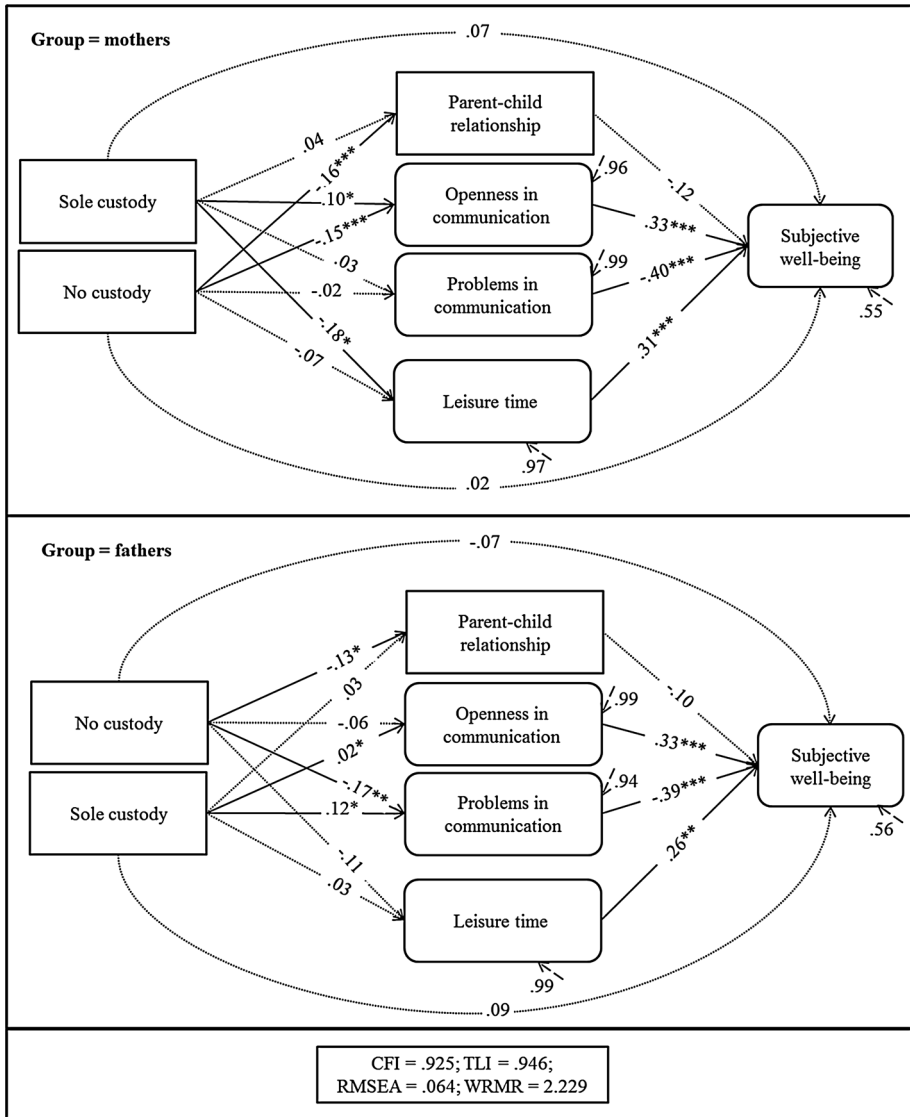 Group = mothers
.07
Parent-child
relationship
.04
-.16***
Sole custody
.10*
Openness in
communication
.96
-.12
-.15***
.33***
Subjective
well-being
No custody
.03
-.02
Problems in
communication
.99
-.40***
.55
-.18*
-.07
.31***
Leisure time
.97
.02
Group = fathers
-.07
Parent-child
relationship
-.13*
.03
-.10
No custody
-.06
.02*
Openness in
communication
.99
.33***
Subjective
well-being
Sole custody
-.17**
.12*
Problems in
communication
.94
-.39***
.56
-.11
.03
.26**
Leisure time
.99
.09
CFI = .925; TLI = .946;
RMSEA = .064; WRMR = 2.229